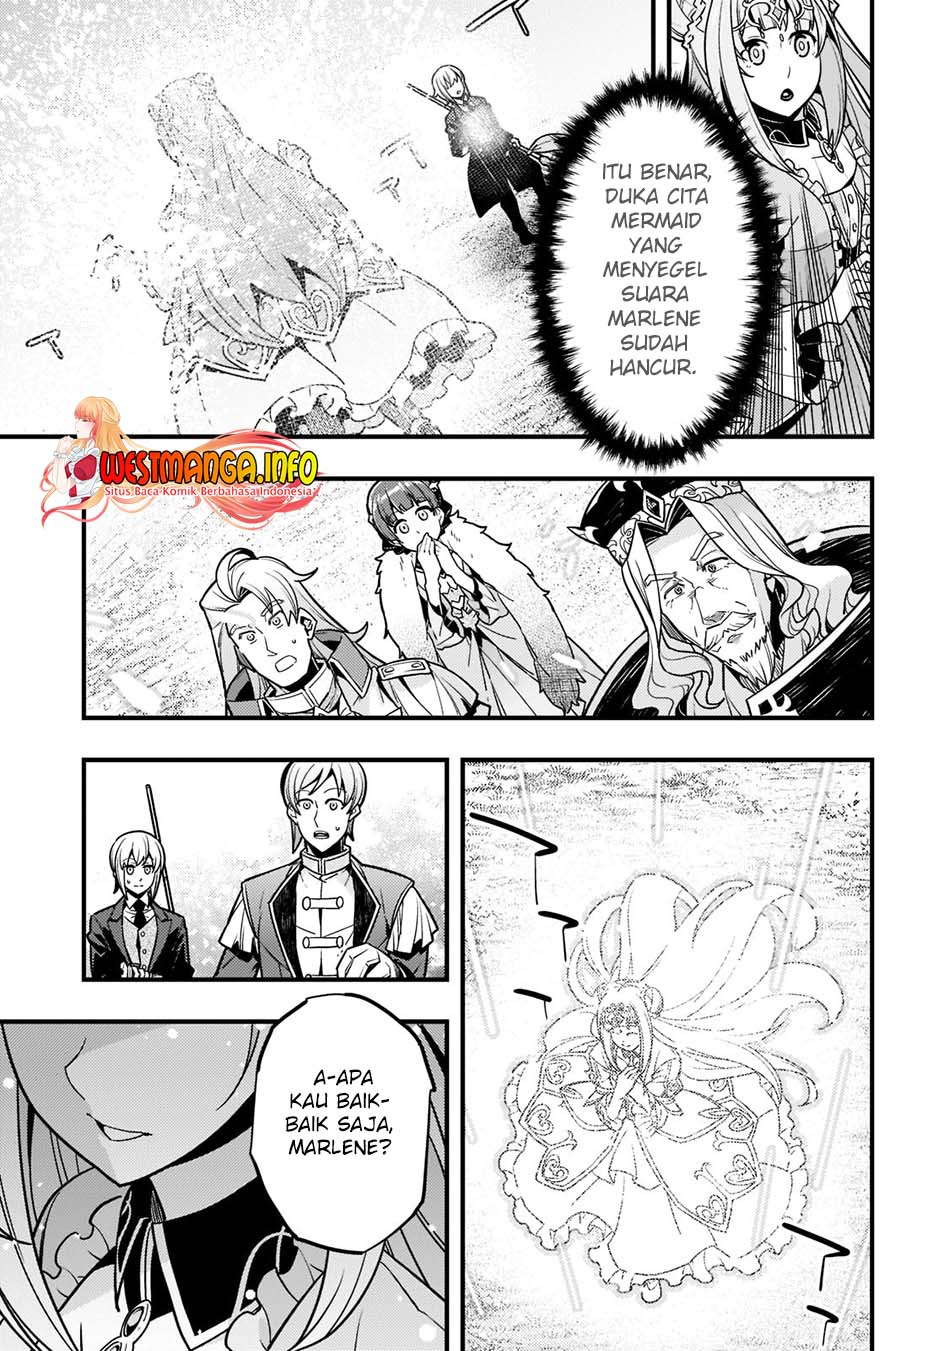 ITU BENAR,
DUKA CITA
MERMAID
YANG
MENYEGEL
SUARA
MARLENE
SUDAH
HANCUR.
WESTMANGA.INFO
Situs Baca Komik Berbahasa Indonesia
A-APA
KAU BAIK-
BAIK SAJA,
MARLENE?